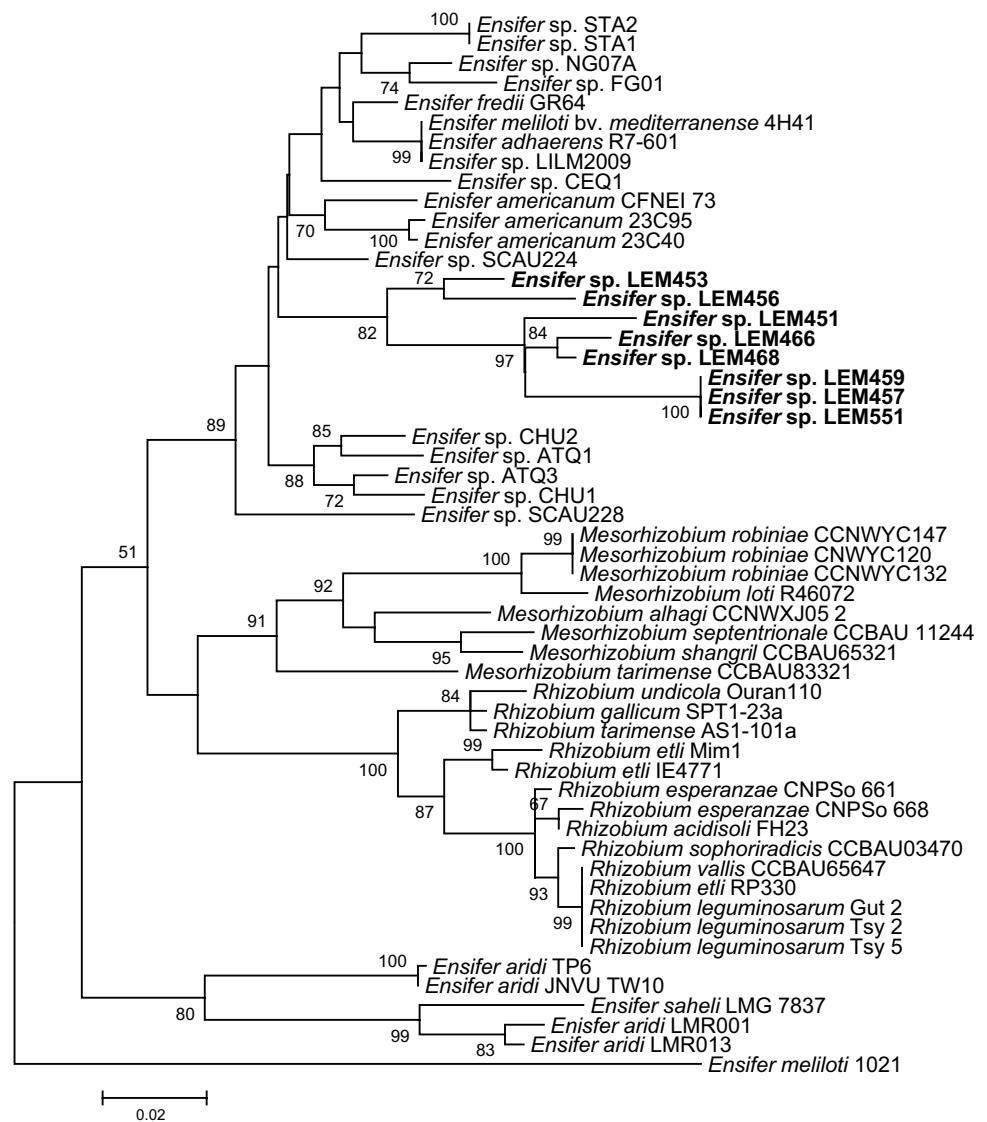 100
Ensifer sp. STA2
Ensifer sp. STA1
Ensifer sp. NG07A
74
Ensifer sp. FG01
Ensifer fredii GR64
Ensifer meliloti bv. mediterranense 4H41
Ensifer adhaerens R7-601
99
Ensifer sp. LILM2009
Ensifer sp. CEQ1
Enisfer americanum CFNEI 73
70
Ensifer americanum 23C95
100
Enisfer americanum 23C40
Ensifer sp. SCAU224
72
Ensifer sp. LEM453
Ensifer sp. LEM456
82
Ensifer sp. LEM451
84
Ensifer sp. LEM466
97
Ensifer sp. LEM468
Ensifer sp. LEM459
Ensifer sp. LEM457
100
Ensifer sp. LEM551
89
85
Ensifer sp. CHU2
Ensifer sp. ATQ1
88
Ensifer sp. ATQ3
72
Ensifer sp. CHU1
Ensifer sp. SCAU228
51
99
Mesorhizobium robiniae CCNWYC147
100
Mesorhizobium robiniae CNWYC120
Mesorhizobium robiniae CCNWYC132
92
Mesorhizobium loti R46072
Mesorhizobium alhagi CCNWXJ05 2
91
Mesorhizobium septentrionale CCBAU 11244
95
Mesorhizobium shangril CCBAU65321
Mesorhizobium tarimense CCBAU83321
84
Rhizobium undicola Ouran110
Rhizobium gallicum SPT1-23a
Rhizobium tarimense AS1-101a
100
99
Rhizobium etli Mim1
Rhizobium etli IE4771
87
Rhizobium esperanzae CNPSo 661
67
Rhizobium esperanzae CNPSo 668
Rhizobium acidisoli FH23
100
Rhizobium sophoriradicis CCBAU03470
Rhizobium vallis CCBAU65647
93
Rhizobium etli RP330
Rhizobium leguminosarum Gut 2
99
Rhizobium leguminosarum Tsy 2
Rhizobium leguminosarum Tsy 5
100
Ensifer aridi TP6
Ensifer aridi JNVU TW10
80
Ensifer saheli LMG 7837
99
Enisfer aridi LMR001
83
Ensifer aridi LMR013
Ensifer meliloti 1021
0.02